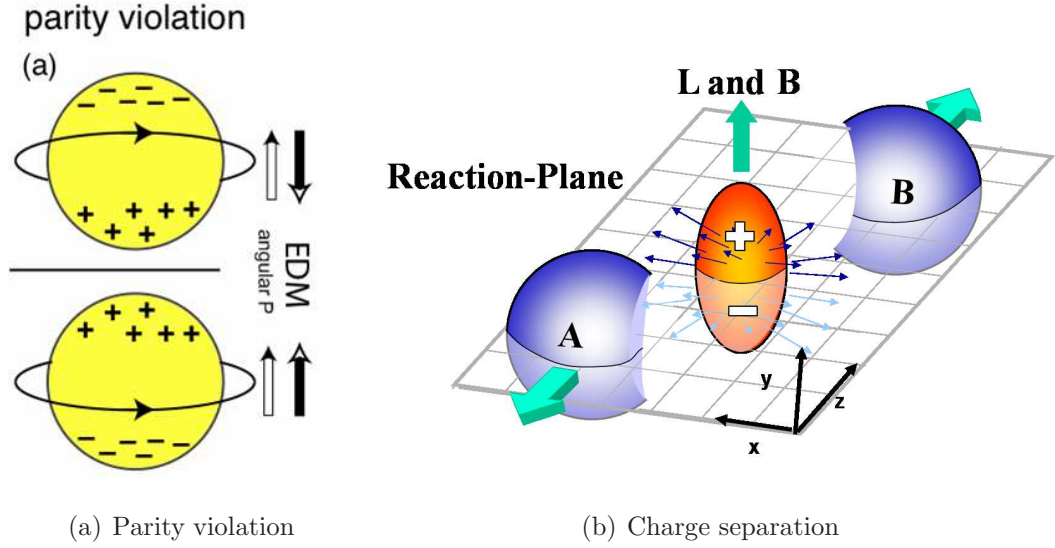 parity violation
(a)
angular P
EDM
L and B
Reaction-Plane
B
A
y
z
x
(a) Parity violation
(b) Charge separation